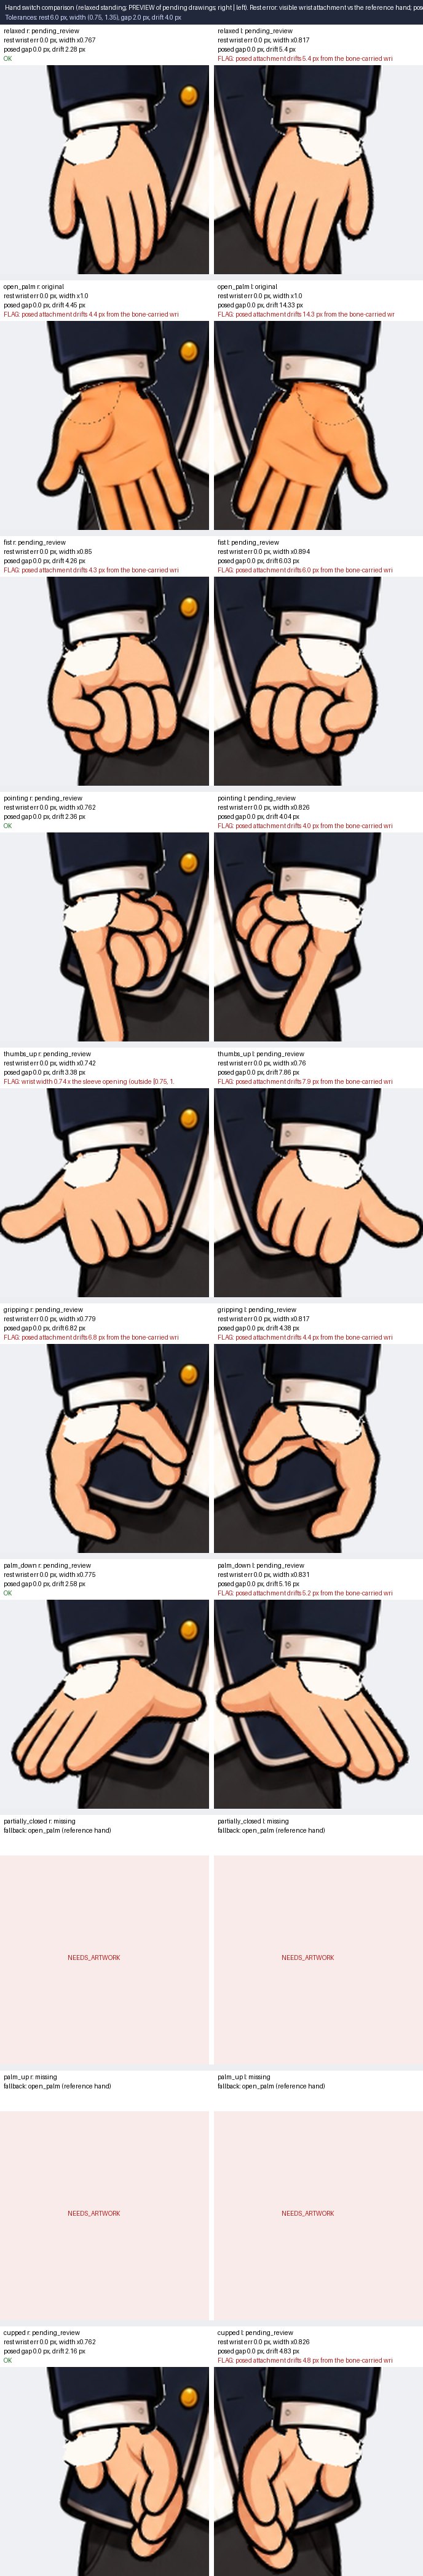 Hand switch comparison (relaxed standing; PREVIEW of pending drawings; right | left). Rest error: visible wrist attachment vs the reference hand; pos
Tolerances: rest 6.0 px, width (0.75, 1.35), gap 2.0 px, drift 4.0 px
relaxed r: pending_review
rest wrist err 0.0 px, width x0.767
posed gap 0.0 px, drift 2.28 px
OK
relaxed l: pending_review
rest wrist err 0.0 px, width x0.817
posed gap 0.0 px, drift 5.4 px
FLAG: posed attachment drifts 5.4 px from the bone-carried wri
open_palm r: original
rest wrist err 0.0 px, width x1.0
posed gap 0.0 px, drift 4.45 px
FLAG: posed attachment drifts 4.4 px from the bone-carried wri
open_palm l: original
rest wrist err 0.0 px, width x1.0
posed gap 0.0 px, drift 14.33 px
FLAG: posed attachment drifts 14.3 px from the bone-carried wr
fist r: pending_review
rest wrist err 0.0 px, width x0.85
posed gap 0.0 px, drift 4.26 px
FLAG: posed attachment drifts 4.3 px from the bone-carried wri
fist l: pending_review
rest wrist err 0.0 px, width x0.894
posed gap 0.0 px, drift 6.03 px
FLAG: posed attachment drifts 6.0 px from the bone-carried wri
pointing r: pending_review
rest wrist err 0.0 px, width x0.762
posed gap 0.0 px, drift 2.36 px
OK
pointing l: pending_review
rest wrist err 0.0 px, width x0.826
posed gap 0.0 px, drift 4.04 px
FLAG: posed attachment drifts 4.0 px from the bone-carried wri
thumbs_up r: pending_review
rest wrist err 0.0 px, width x0.742
posed gap 0.0 px, drift 3.38 px
FLAG: wrist width 0.74 x the sleeve opening (outside [0.75, 1.
thumbs_up l: pending_review
rest wrist err 0.0 px, width x0.76
posed gap 0.0 px, drift 7.86 px
FLAG: posed attachment drifts 7.9 px from the bone-carried wri
gripping r: pending_review
rest wrist err 0.0 px, width x0.779
posed gap 0.0 px, drift 6.82 px
FLAG: posed attachment drifts 6.8 px from the bone-carried wri
gripping l: pending_review
rest wrist err 0.0 px, width x0.817
posed gap 0.0 px, drift 4.38 px
FLAG: posed attachment drifts 4.4 px from the bone-carried wri
palm_down r: pending_review
rest wrist err 0.0 px, width x0.775
posed gap 0.0 px, drift 2.58 px
OK
palm_down l: pending_review
rest wrist err 0.0 px, width x0.831
posed gap 0.0 px, drift 5.16 px
FLAG: posed attachment drifts 5.2 px from the bone-carried wri
partially_closed r: missing
fallback: open_palm (reference hand)
NEEDS_ARTWORK
partially_closed l: missing
fallback: open_palm (reference hand)
NEEDS_ARTWORK
palm_up r: missing
fallback: open_palm (reference hand)
NEEDS_ARTWORK
palm_up l: missing
fallback: open_palm (reference hand)
NEEDS_ARTWORK
cupped r: pending_review
rest wrist err 0.0 px, width x0.762
posed gap 0.0 px, drift 2.16 px
OK
cupped l: pending_review
rest wrist err 0.0 px, width x0.826
posed gap 0.0 px, drift 4.83 px
FLAG: posed attachment drifts 4.8 px from the bone-carried wri